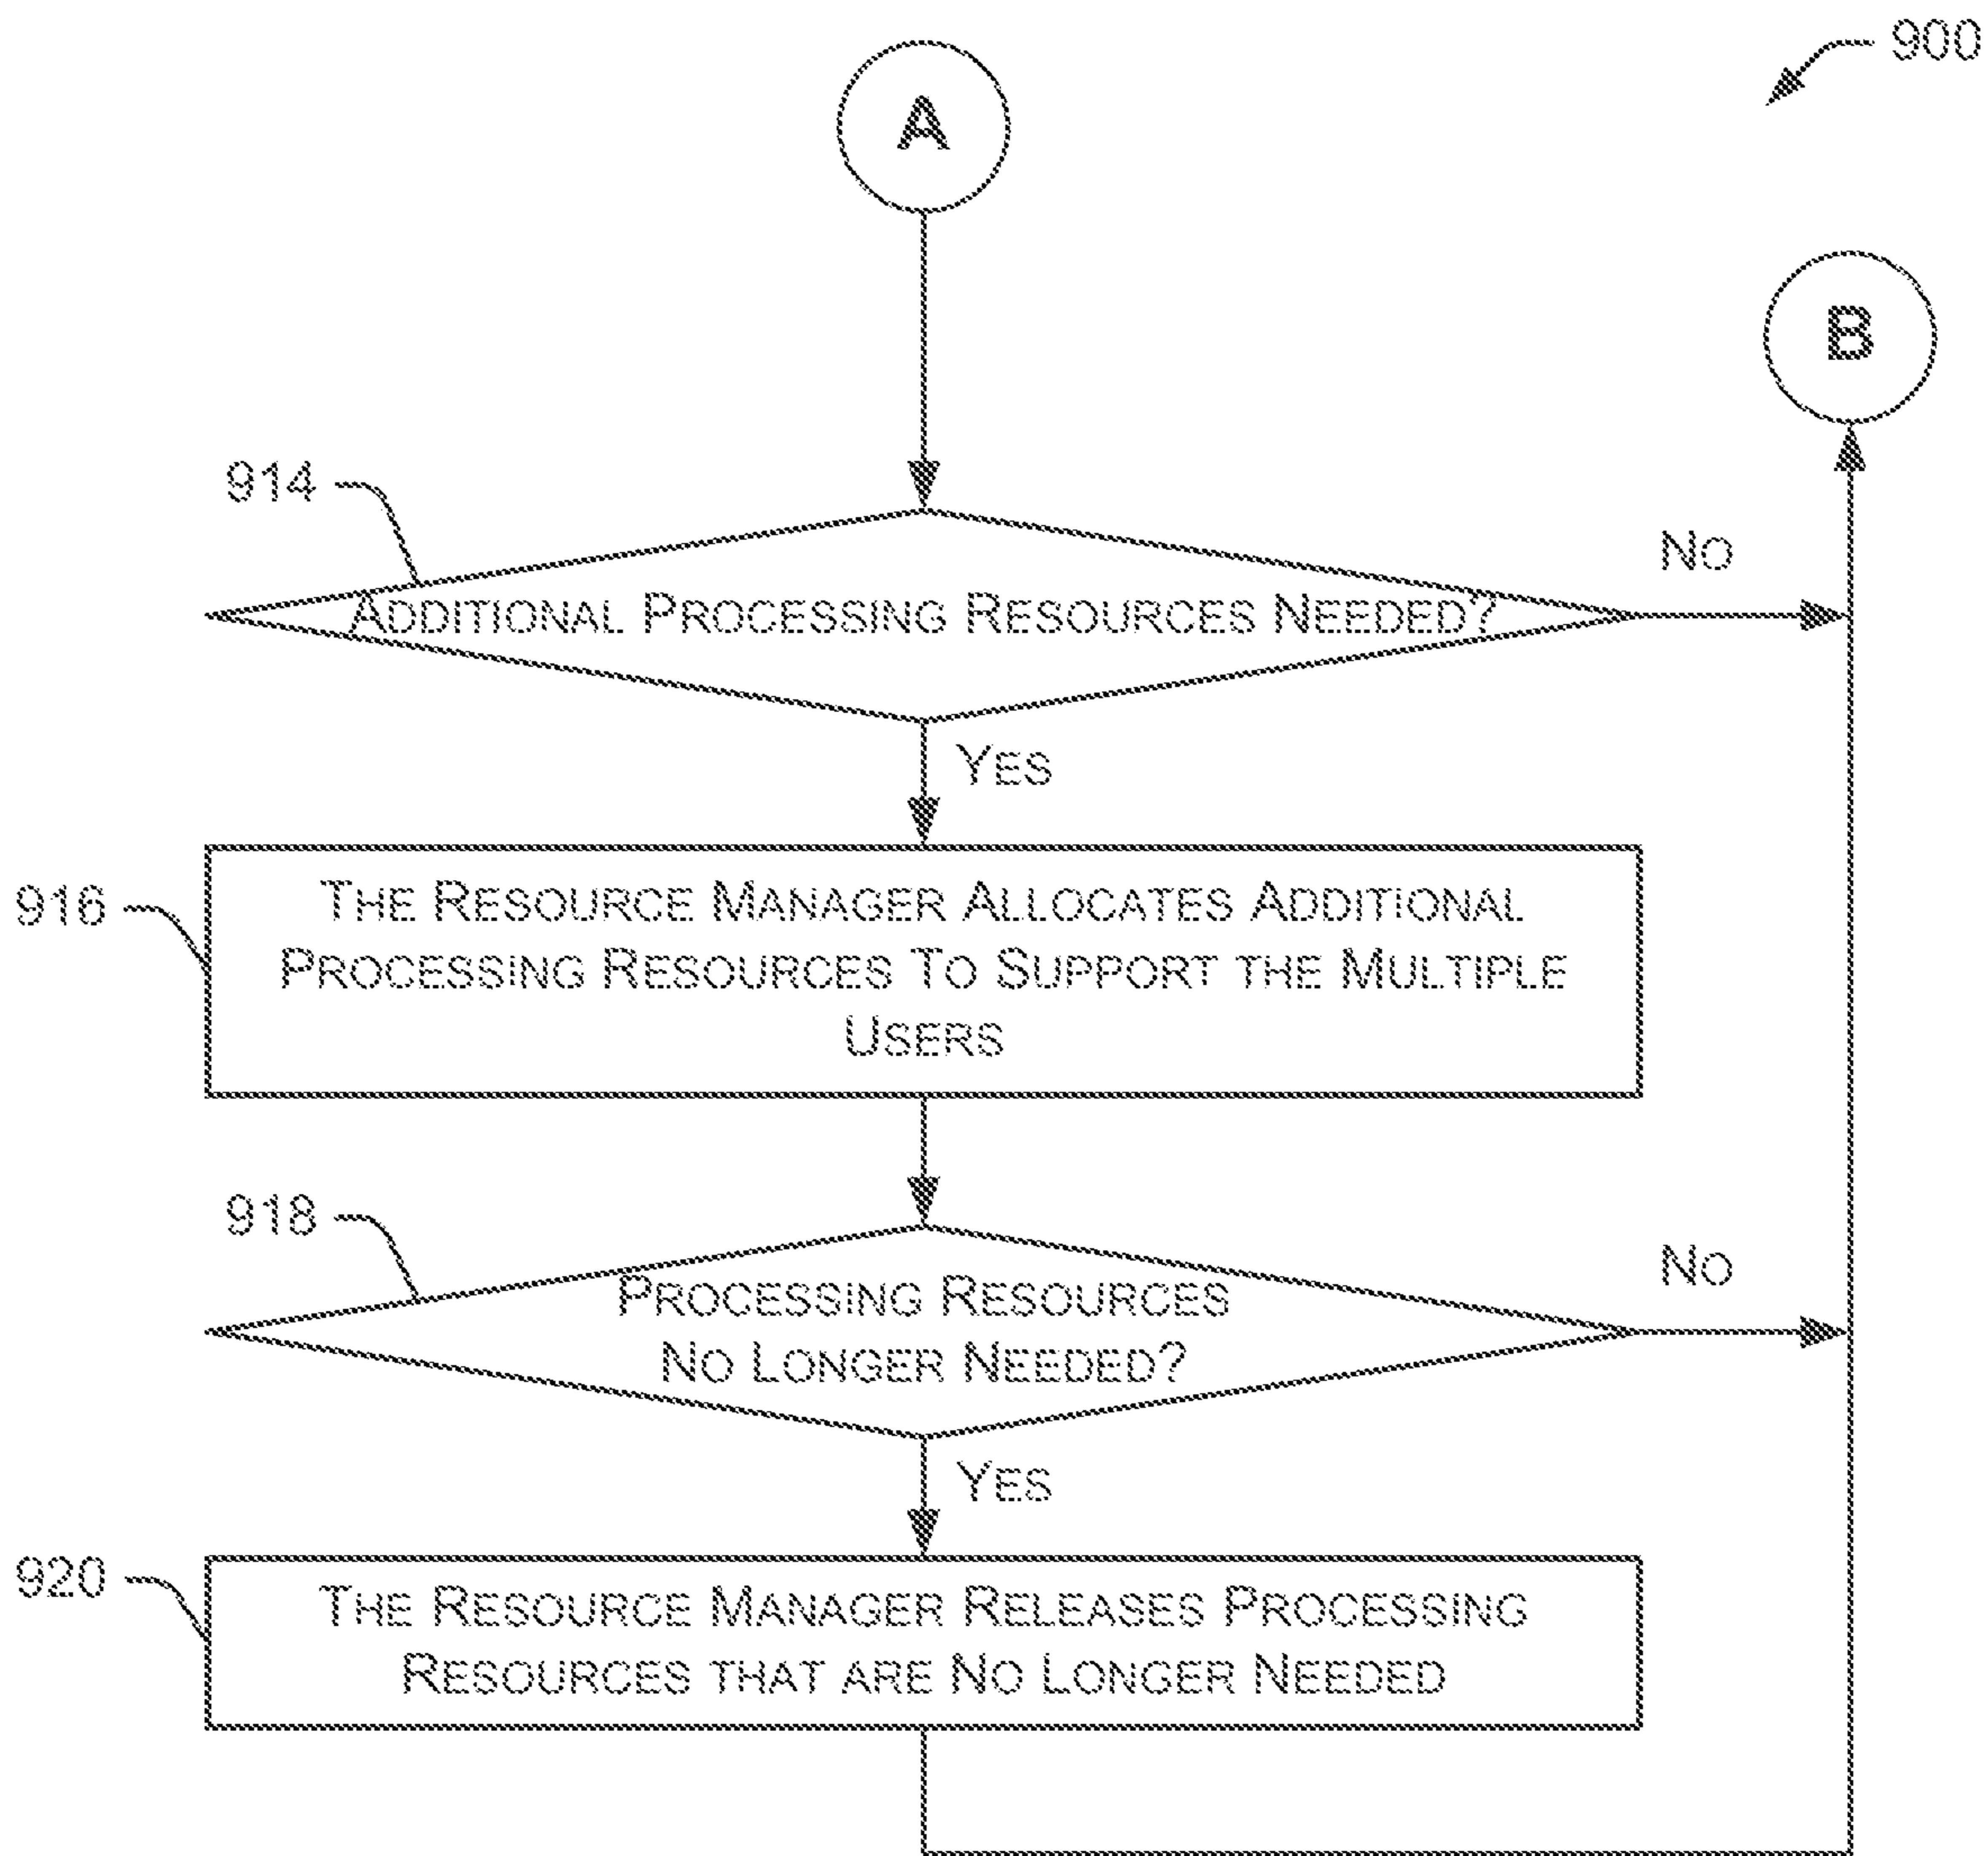 900
A
B
914
No
Additional Processing Resources Needed?
Yes
916
The Resource Manager Allocates Additional
Processing Resources To Support the Multiple
Users
918
No
Processing Resources
No Longer Needed?
Yes
920
The Resource Manager Releases Processing
Resources that are No Longer Needed